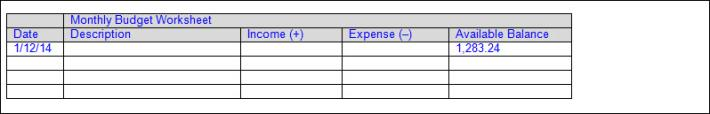 Monthly Budget Worksheet
Date Description Income (+) Expense (–) Available Balance
1/12/14 1,283.24